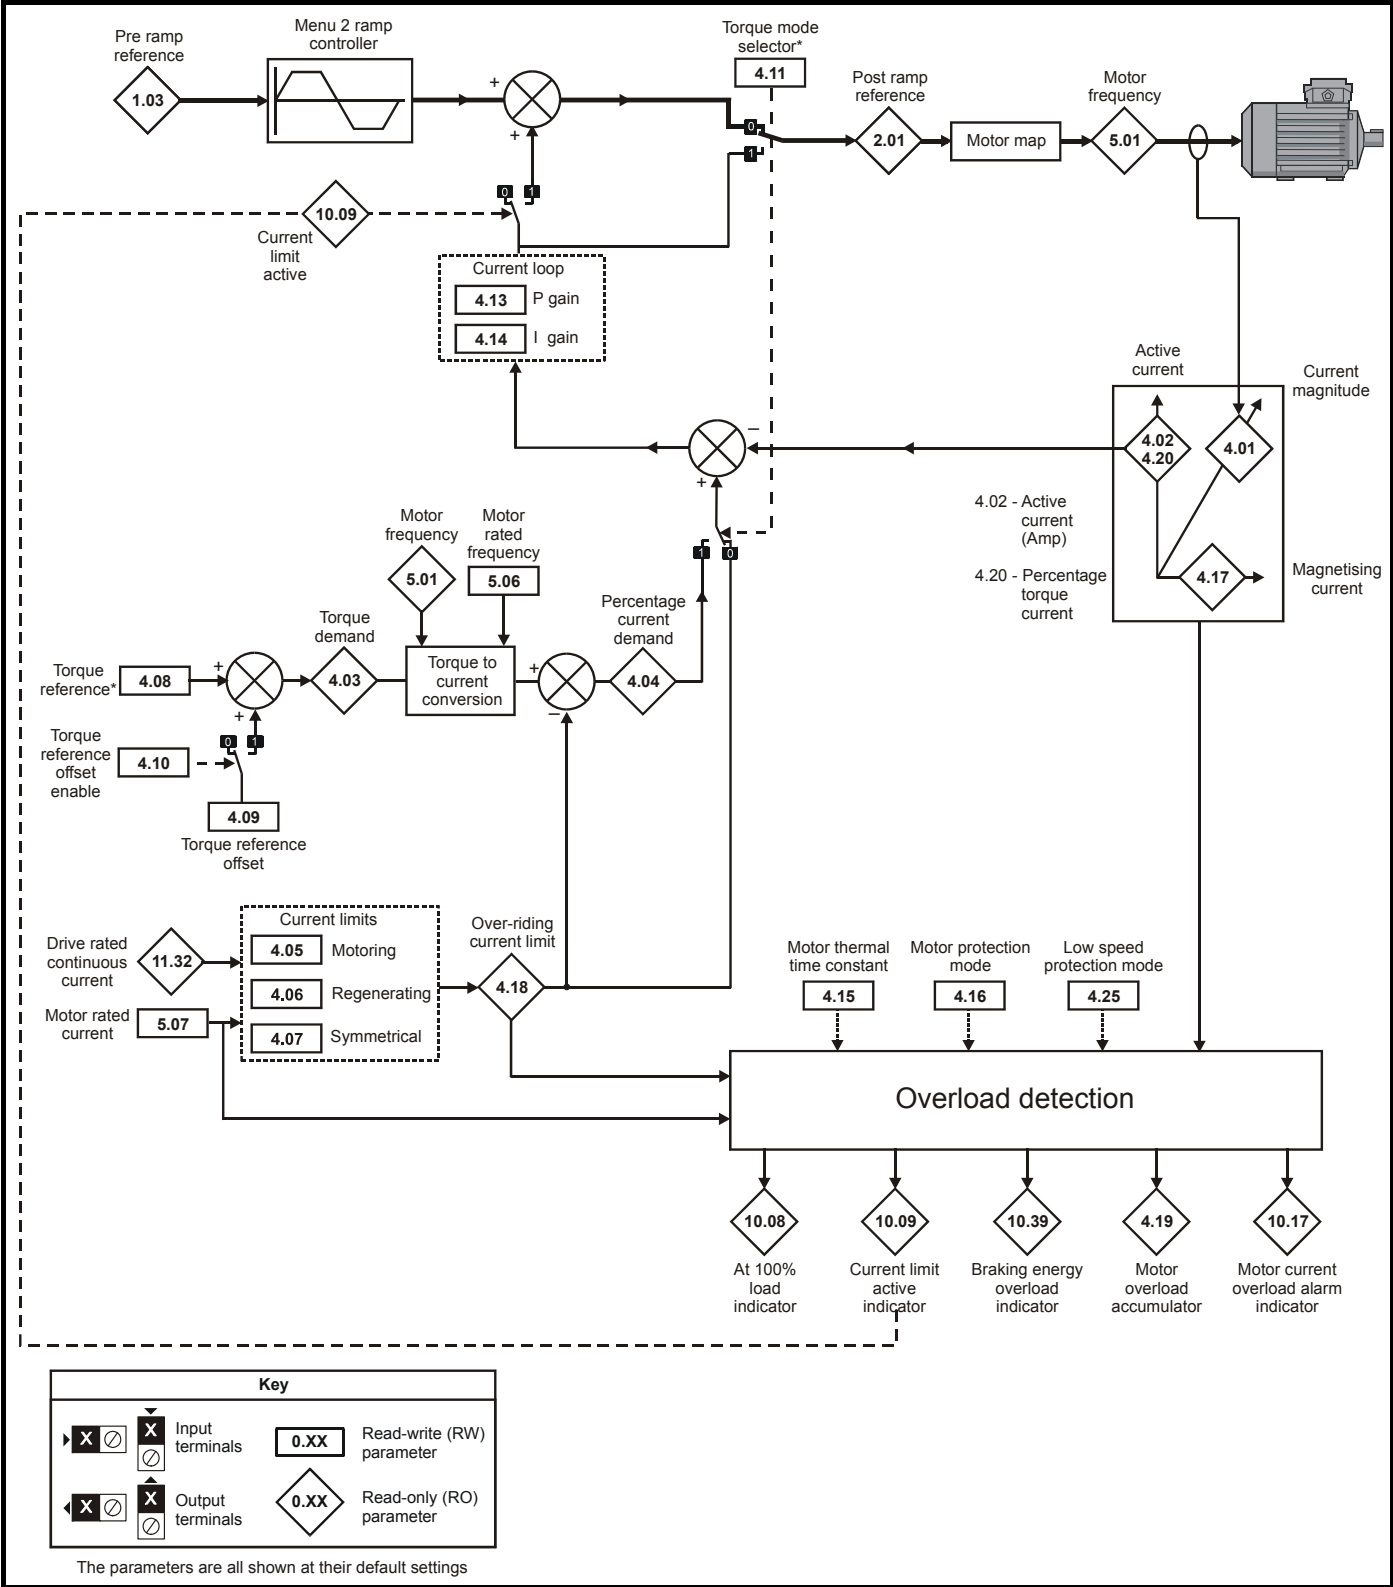 Pre ramp
reference
1.03
Menu 2 ramp
controller
+
+
Torque mode
selector*
4.11
0
1
Post ramp
reference
2.01
Motor map
Motor
frequency
5.01
0
1
10.09
Current
limit
active
Current loop
4.13
P gain
4.14
I gain
Active
current
Current
magnitude
4.02
4.20
4.01
4.17
Magnetising
current
4.02 - Active
current
(Amp)
4.20 - Percentage
torque
current
–
+
1
0
Motor
frequency
5.01
Motor
rated
frequency
5.06
Torque
reference*
4.08
+
+
Torque
demand
4.03
Torque to
current
conversion
+
–
Percentage
current
demand
4.04
Torque
reference
offset
enable
4.10
0
1
4.09
Torque reference
offset
Drive rated
continuous
current
11.32
Motor rated
current
5.07
Current limits
4.05
Motoring
4.06
Regenerating
4.07
Symmetrical
Over-riding
current limit
4.18
Motor thermal
time constant
4.15
Motor protection
mode
4.16
Low speed
protection mode
4.25
Overload detection
10.08
At 100%
load
indicator
10.09
Current limit
active
indicator
10.39
Braking energy
overload
indicator
4.19
Motor
overload
accumulator
10.17
Motor current
overload alarm
indicator
Key
X
X
Input
terminals
0.XX
Read-write (RW)
parameter
X
X
Output
terminals
0.XX
Read-only (RO)
parameter
The parameters are all shown at their default settings